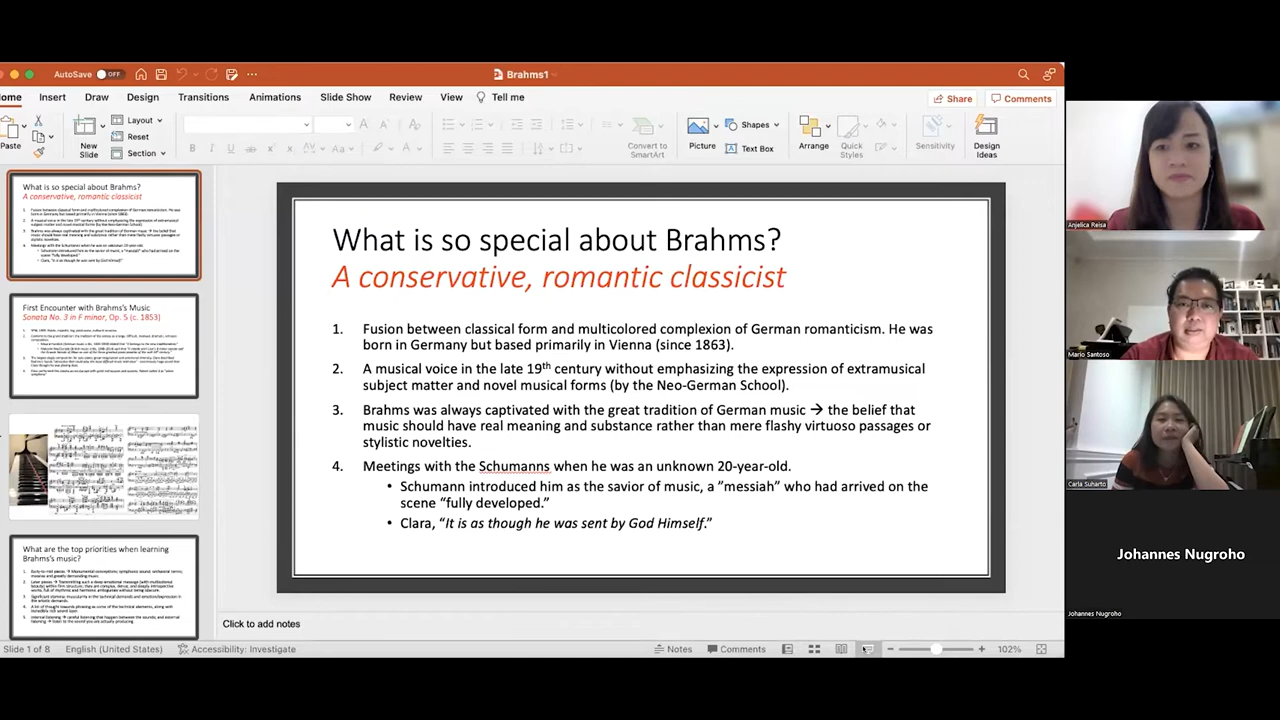 AutoSave OFF
Brahms1
Home Insert Draw Design Transitions Animations Slide Show Review View Tell me
Share Comments
Paste
New Slide
Layout
Reset
Section
Convert to SmartArt
Picture
Shapes
Text Box
Arrange
Quick Styles
Sensitivity
Design Ideas
What is so special about Brahms?
A conservative, romantic classicist
First Encounter with Brahms's Music
Sonata No. 3 in F minor, Op. 5 (c. 1853)
What are the top priorities when learning
Brahms's music?
What is so special about Brahms?
A conservative, romantic classicist
1. Fusion between classical form and multicolored complexion of German romanticism. He was
born in Germany but based primarily in Vienna (since 1863).
2. A musical voice in the late 19th century without emphasizing the expression of extramusical
subject matter and novel musical forms (by the Neo-German School).
3. Brahms was always captivated with the great tradition of German music → the belief that
music should have real meaning and substance rather than mere flashy virtuoso passages or
stylistic novelties.
4. Meetings with the Schumanns when he was an unknown 20-year-old.
• Schumann introduced him as the savior of music, a "messiah" who had arrived on the
scene "fully developed."
• Clara, "It is as though he was sent by God Himself."
Click to add notes
Slide 1 of 8 English (United States) Accessibility: Investigate Notes Comments 102%
Anjelica Reisa
Mario Santoso
Carla Suharto
Johannes Nugroho
Johannes Nugroho